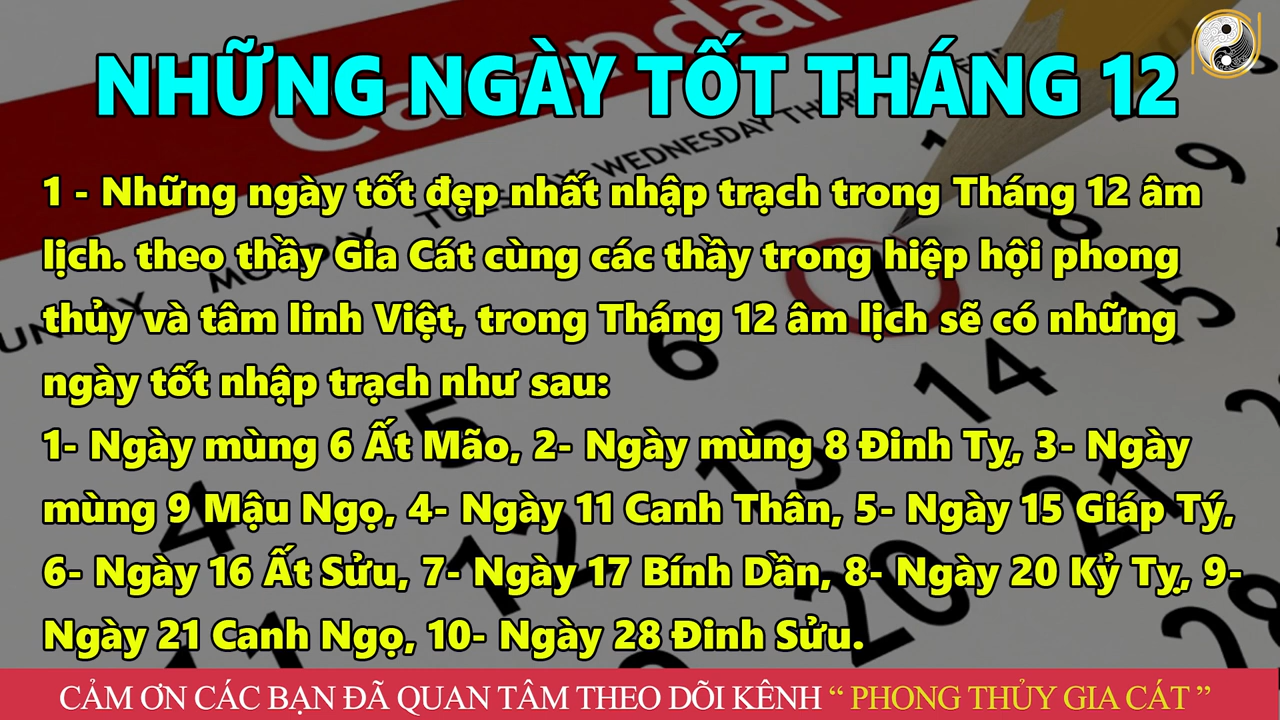 NHỮNG NGÀY TỐT THÁNG 12
1 - Những ngày tốt đẹp nhất nhập trạch trong Tháng 12 âm
lịch. theo thầy Gia Cát cùng các thầy trong hiệp hội phong
thủy và tâm linh Việt, trong Tháng 12 âm lịch sẽ có những
ngày tốt nhập trạch như sau:
1- Ngày mùng 6 Ất Mão, 2- Ngày mùng 8 Đinh Tỵ, 3- Ngày
mùng 9 Mậu Ngọ, 4- Ngày 11 Canh Thân, 5- Ngày 15 Giáp Tý,
6- Ngày 16 Ất Sửu, 7- Ngày 17 Bính Dần, 8- Ngày 20 Kỷ Tỵ, 9-
Ngày 21 Canh Ngọ, 10- Ngày 28 Đinh Sửu.
CẢM ƠN CÁC BẠN ĐÃ QUAN TÂM THEO DÕI KÊNH “ PHONG THỦY GIA CÁT ”